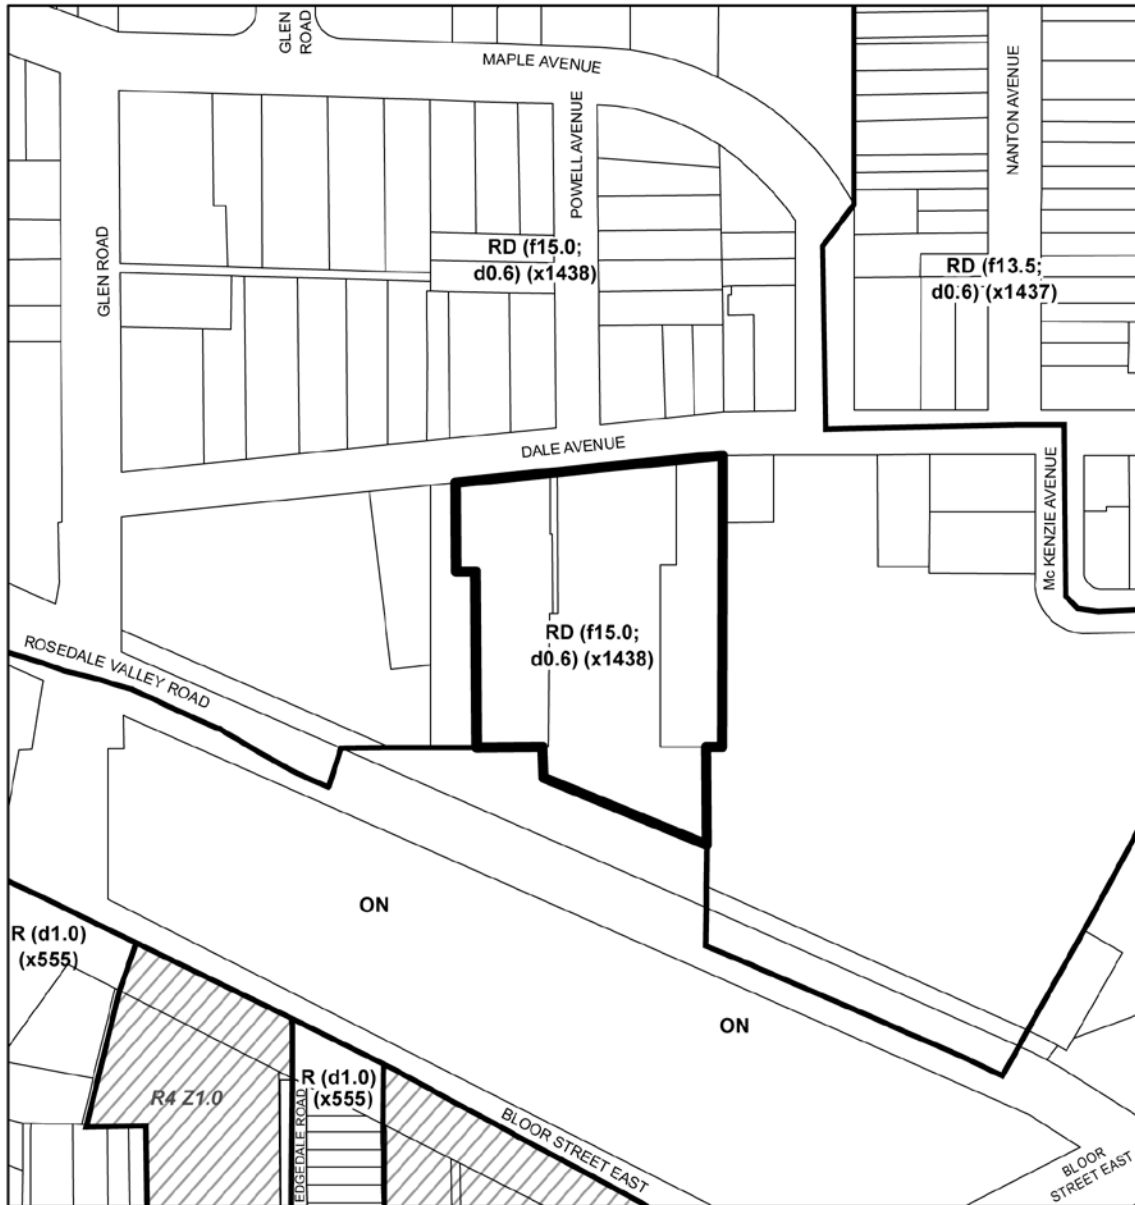 GLEN
ROAD
MAPLE AVENUE
NANTON AVENUE
POWELL AVENUE
GLEN ROAD
RD (f15.0;
d0.6) (x1438)
RD (f13.5;
d0.6) (x1437)
DALE AVENUE
Mc KENZIE AVENUE
RD (f15.0;
d0.6) (x1438)
ROSEDALE VALLEY ROAD
ON
R (d1.0)
(x555)
ON
R4 Z1.0
R (d1.0)
(x555)
EDGEDALE ROAD
BLOOR STREET EAST
BLOOR
STREET EAST